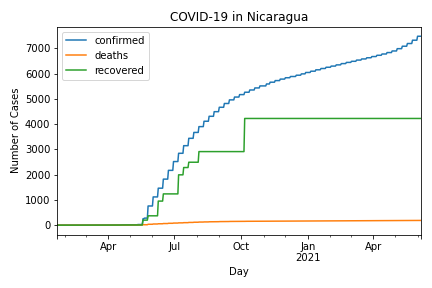 COVID-19 in Nicaragua
confirmed
deaths
recovered
Number of Cases
7000
6000
5000
4000
3000
2000
1000
0
Apr
Jul
Oct
Jan
2021
Apr
Day